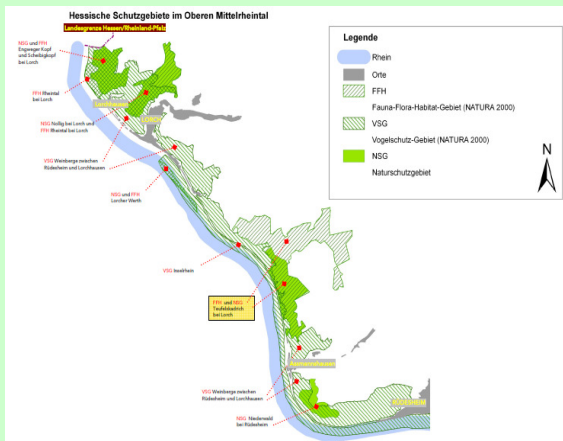 Hessische Schutzgebiete im Oberen Mittelrheintal
Landesgrenze Hessen/Rheinland-Pfalz
NSG und FFH
Engweger Kopf
und Scheibigkopf
bei Lorch
FFH Rheintal
bei Lorch
Lorchhausen
NSG Nollig bei Lorch und
FFH Rheintal bei Lorch
LORCH
VSG Weinberge zwischen
Rüdesheim und Lorchhausen
NSG und FFH
Lorcher Werth
VSG Inselrhein
FFH und NSG
Teufelskadrich
bei Lorch
Assmannshausen
VSG Weinberge zwischen
Rüdesheim und Lorchhausen
RÜDESHEIM
NSG Niederwald
bei Rüdesheim
Legende
Rhein
Orte
FFH
Fauna-Flora-Habitat-Gebiet (NATURA 2000)
VSG
Vogelschutz-Gebiet (NATURA 2000)
NSG
Naturschutzgebiet
N